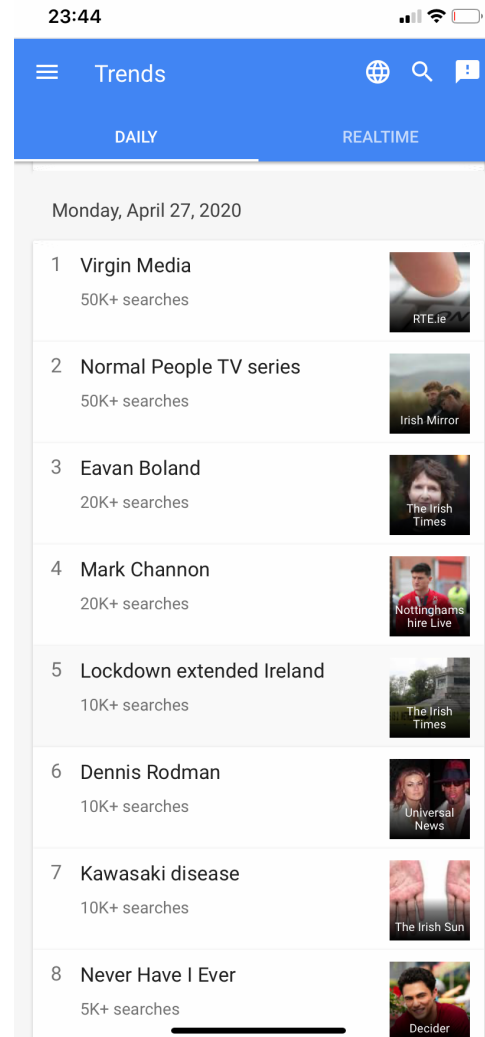 23:44
Trends
DAILY
REALTIME
Monday, April 27, 2020
1
Virgin Media
50K+ searches
RTE.ie
2
Normal People TV series
50K+ searches
Irish Mirror
3
Eavan Boland
20K+ searches
The Irish
Times
4
Mark Channon
20K+ searches
Nottinghams
hire Live
5
Lockdown extended Ireland
10K+ searches
The Irish
Times
6
Dennis Rodman
10K+ searches
Universal
News
7
Kawasaki disease
10K+ searches
The Irish Sun
8
Never Have I Ever
5K+ searches
Decider